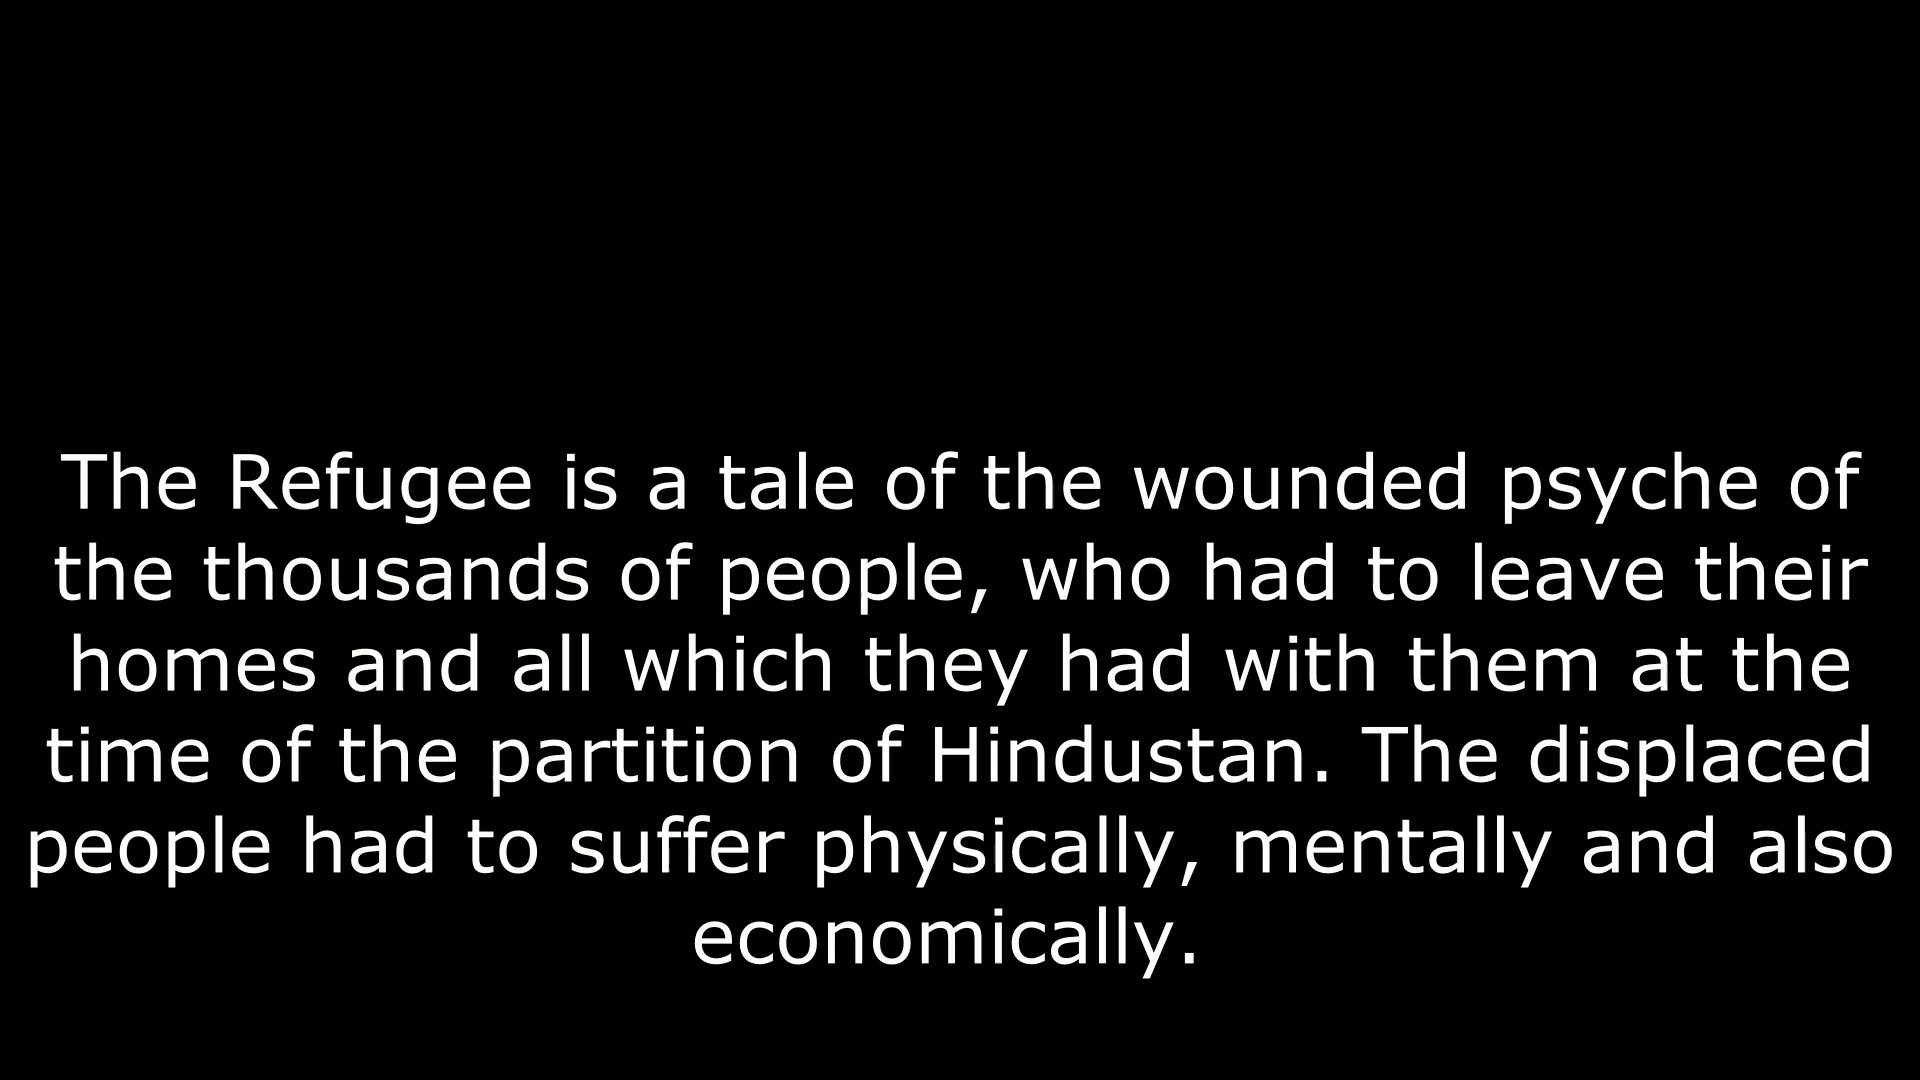 The Refugee is a tale of the wounded psyche of
the thousands of people, who had to leave their
homes and all which they had with them at the
time of the partition of Hindustan. The displaced
people had to suffer physically, mentally and also
economically.